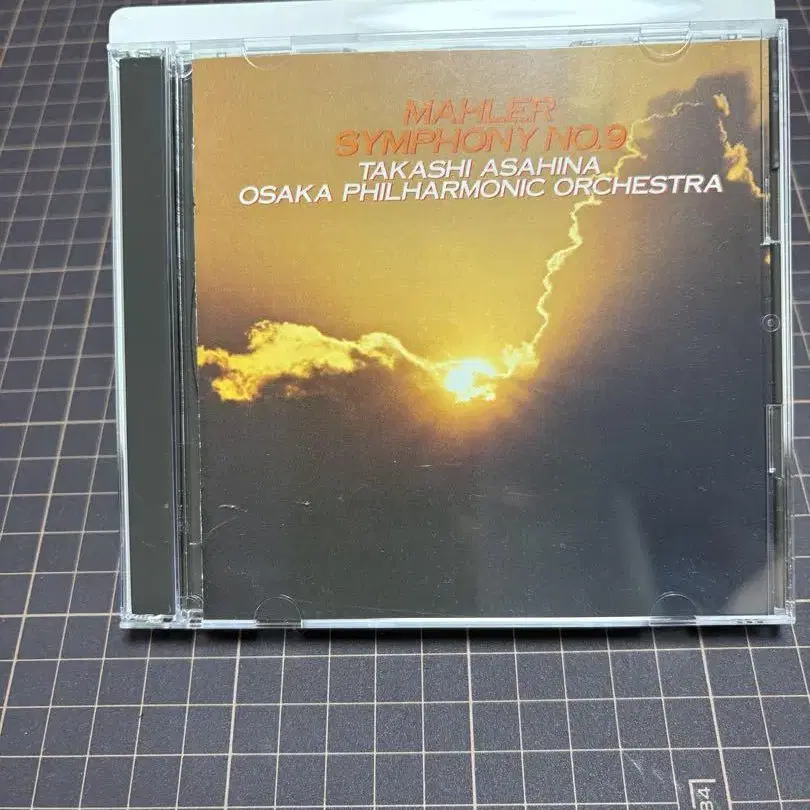 MAHLER
SYMPHONY NO.9
TAKASHI ASAHINA
OSAKA PHILHARMONIC ORCHESTRA